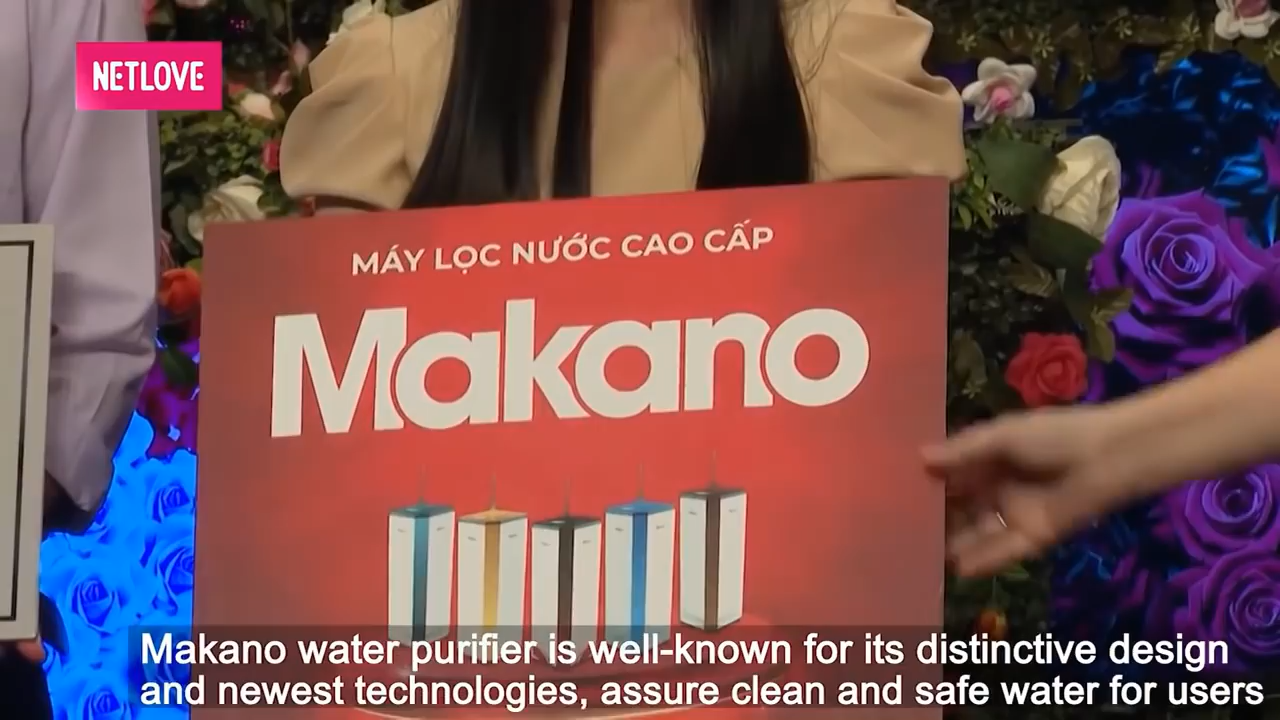 NETLOVE
MÁY LỌC NƯỚC CAO CẤP
Makano
Makano water purifier is well-known for its distinctive design
and newest technologies, assure clean and safe water for users